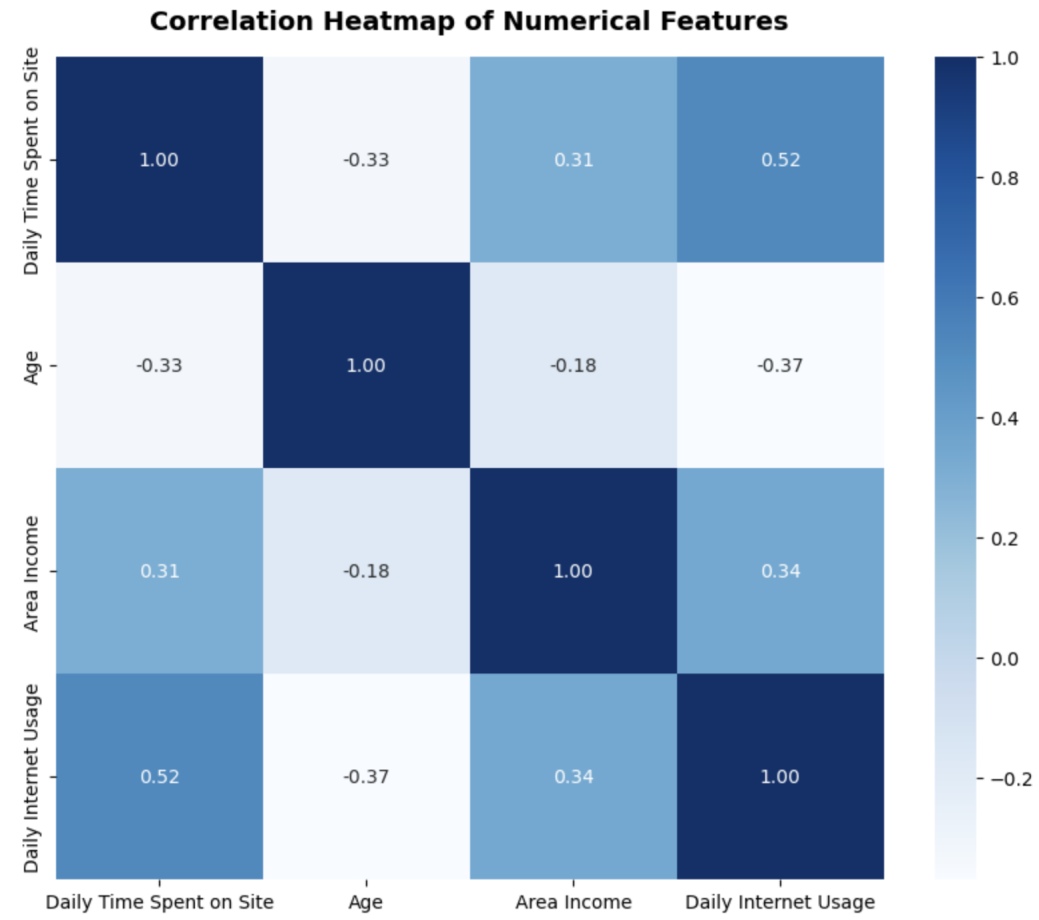 Correlation Heatmap of Numerical Features
Daily Time Spent on Site
1.00
-0.33
0.31
0.52
Age
-0.33
1.00
-0.18
-0.37
Area Income
0.31
-0.18
1.00
0.34
Daily Internet Usage
0.52
-0.37
0.34
1.00
Daily Time Spent on Site
Age
Area Income
Daily Internet Usage
1.0
0.8
0.6
0.4
0.2
0.0
−0.2